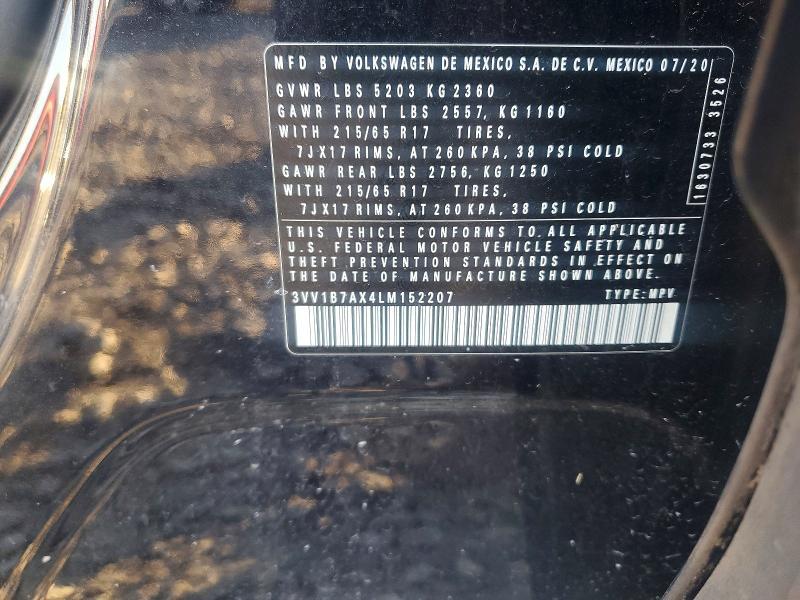 MFD BY VOLKSWAGEN DE MEXICO S.A. DE C.V. MEXICO 07/20
GVWR LBS 5203 KG 2360
GAWR FRONT LBS 2557, KG 1160
WITH 215/65 R17 TIRES,
7JX17 RIMS, AT 260 KPA, 38 PSI COLD
GAWR REAR LBS 2756, KG 1250
WITH 215/65 R17 TIRES,
7JX17 RIMS, AT 260 KPA, 38 PSI COLD
1630733 3526
THIS VEHICLE CONFORMS TO ALL APPLICABLE
U.S. FEDERAL MOTOR VEHICLE SAFETY AND
THEFT PREVENTION STANDARDS IN EFFECT ON
THE DATE OF MANUFACTURE SHOWN ABOVE.
3VV1B7AX4LM152207 TYPE: MPV